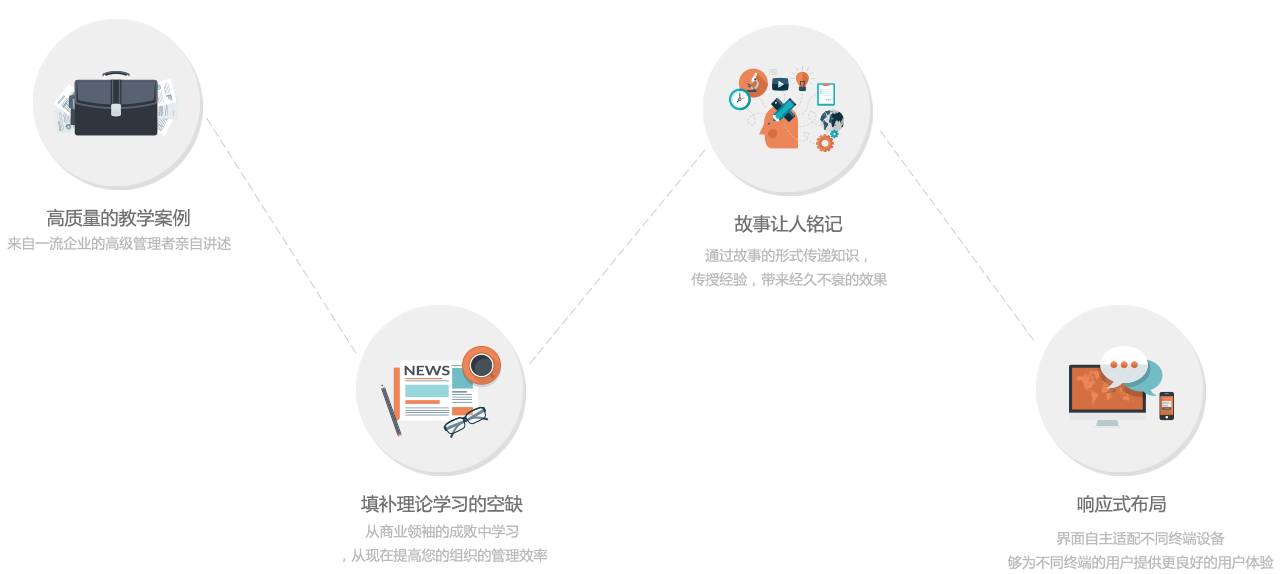 高质量的教学案例
来自一流企业的高级管理者亲自讲述
NEWS
填补理论学习的空缺
从商业领袖的成败中学习
，从现在提高您的组织的管理效率
故事让人铭记
通过故事的形式传递知识，
传授经验，带来经久不衰的效果
响应式布局
界面自主适配不同终端设备
够为不同终端的用户提供更良好的用户体验